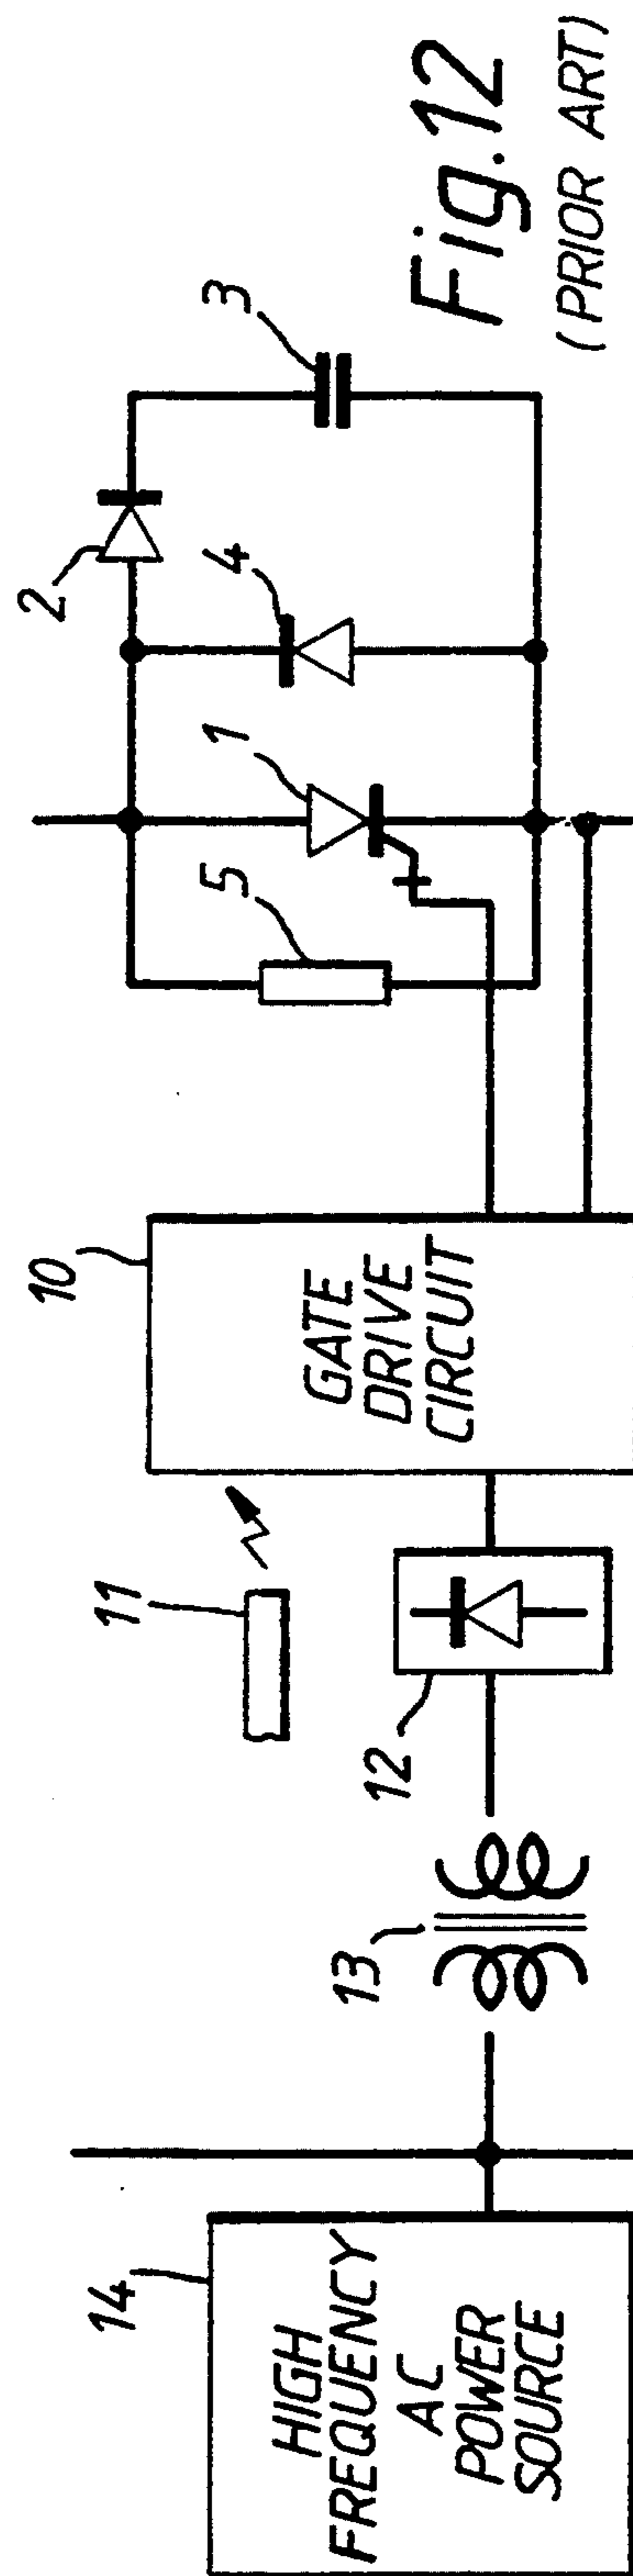 14
HIGH
FREQUENCY
AC
POWER
SOURCE
13
12
11
10
GATE
DRIVE
CIRCUIT
5
1
4
2
3
Fig.12
(PRIOR ART)